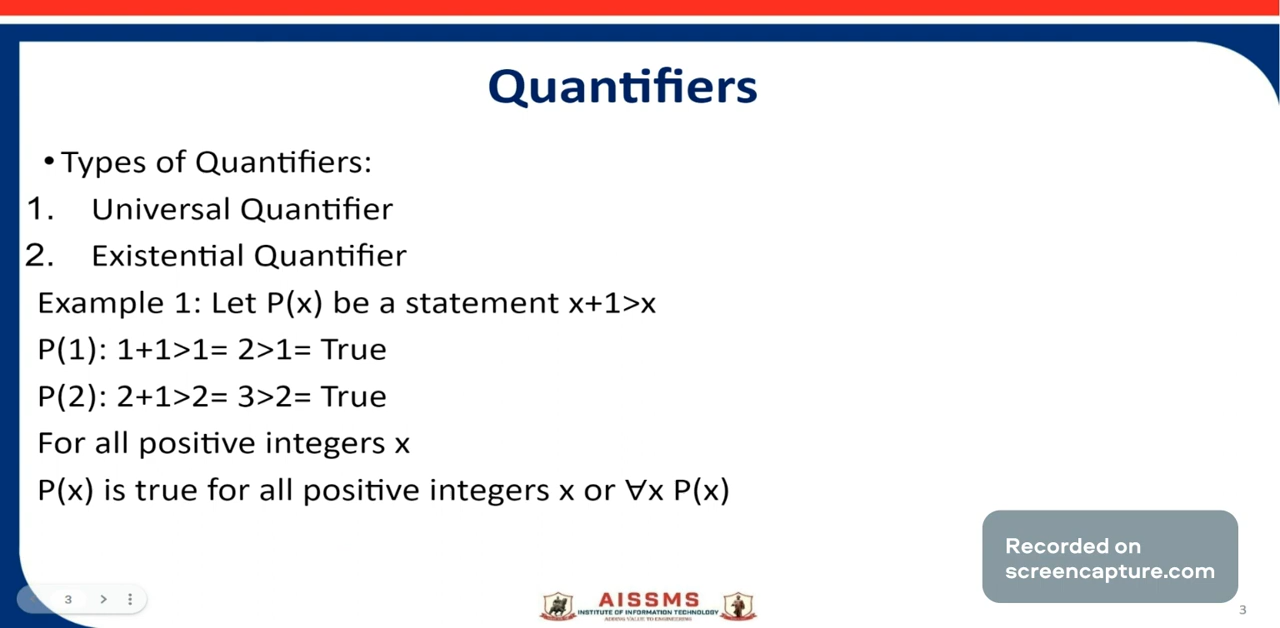 Quantifiers
• Types of Quantifiers:
1. Universal Quantifier
2. Existential Quantifier
Example 1: Let P(x) be a statement x+1>x
P(1): 1+1>1= 2>1= True
P(2): 2+1>2= 3>2= True
For all positive integers x
P(x) is true for all positive integers x or ∀x P(x)
Recorded on
screencapture.com
3
AISSMS
INSTITUTE OF INFORMATION TECHNOLOGY
ADDING VALUE TO ENGINEERING
3